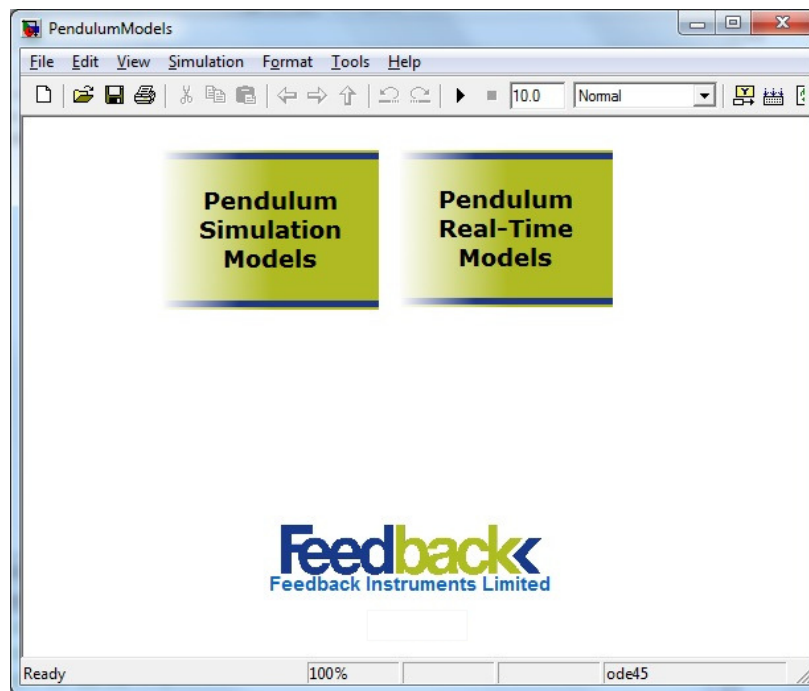 PendulumModels
File Edit View Simulation Format Tools Help
10.0 Normal
Pendulum
Simulation
Models
Pendulum
Real-Time
Models
Feedback
Feedback Instruments Limited
Ready 100% ode45